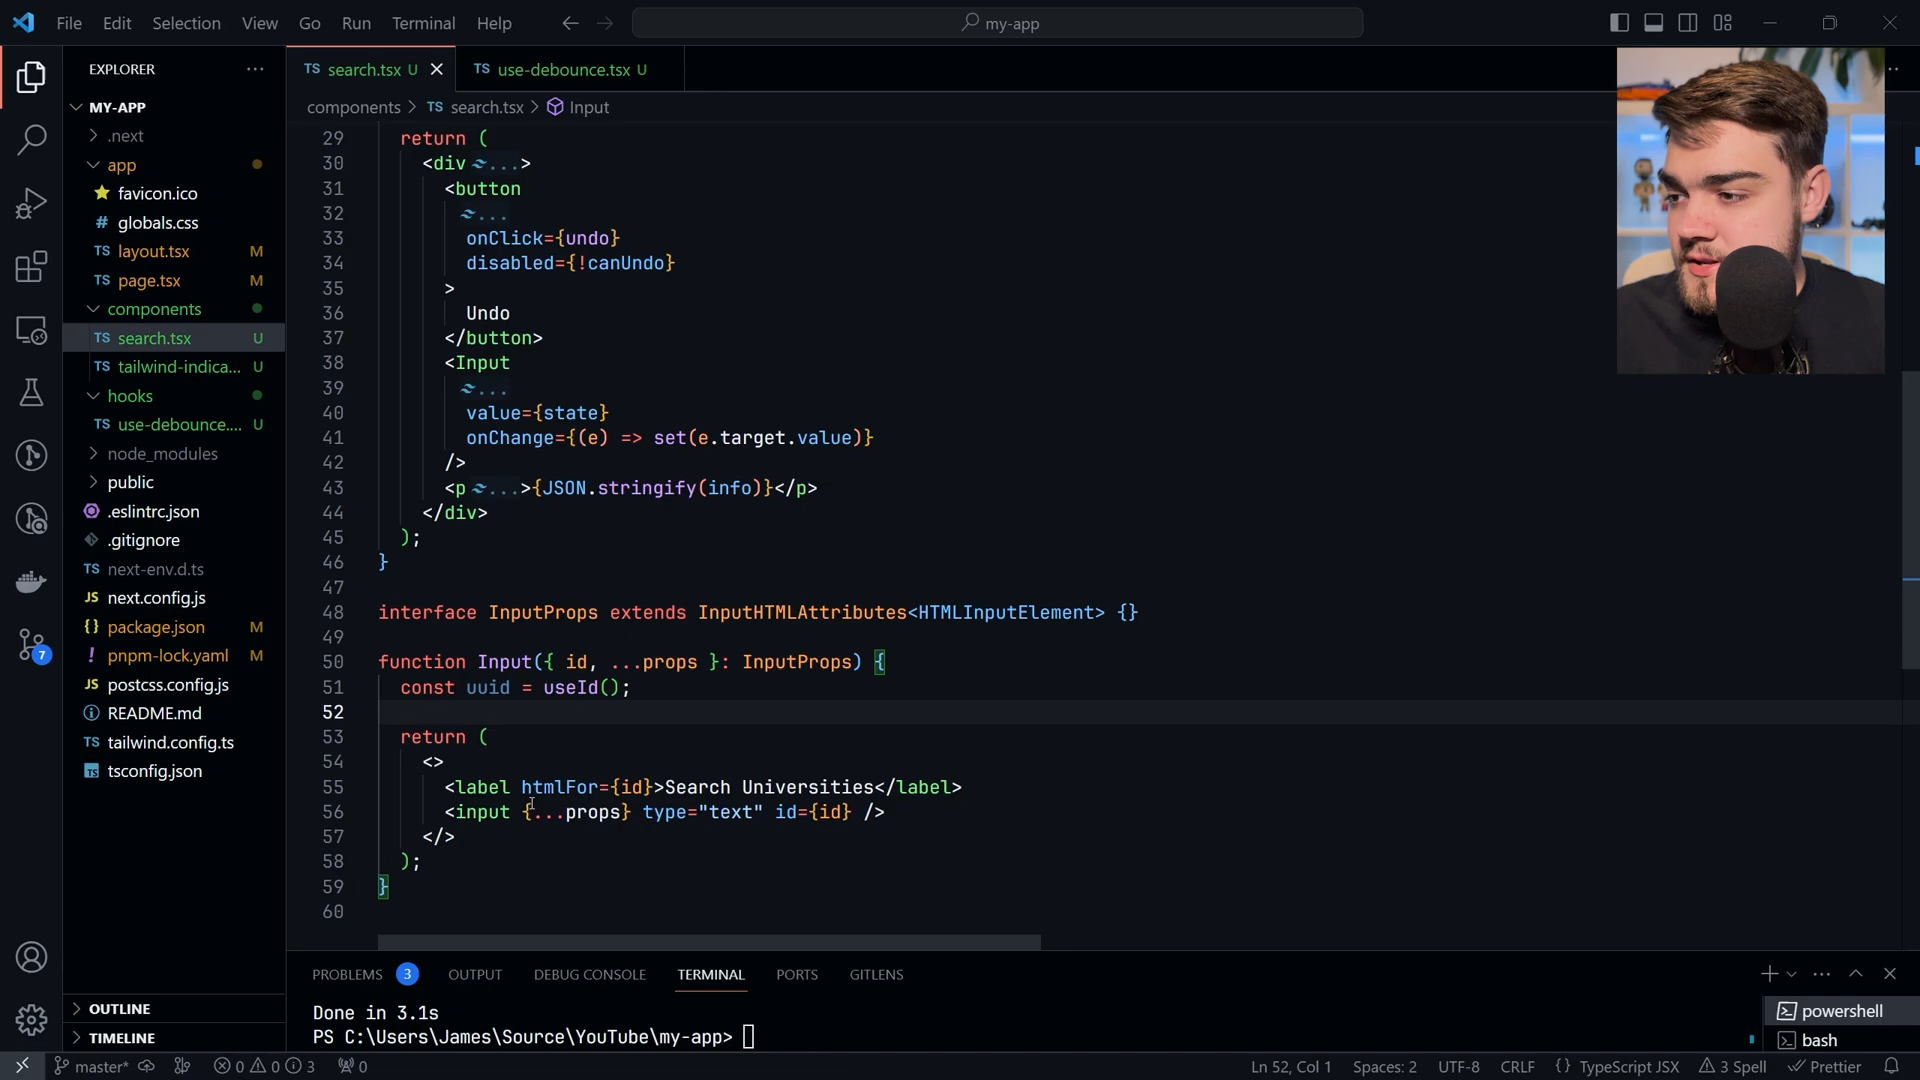 File Edit Selection View Go Run Terminal Help
my-app
EXPLORER
MY-APP
.next
app
favicon.ico
# globals.css
TS layout.tsx M
TS page.tsx M
components
TS search.tsx U
TS tailwind-indica... U
hooks
TS use-debounce.... U
node_modules
public
.eslintrc.json
.gitignore
TS next-env.d.ts
JS next.config.js
{} package.json M
! pnpm-lock.yaml M
JS postcss.config.js
README.md
TS tailwind.config.ts
TS tsconfig.json
7
OUTLINE
TIMELINE
TS search.tsx U
TS use-debounce.tsx U
components > TS search.tsx > Input
29 return (
30 <div ...>
31 <button
32 ...
33 onClick={undo}
34 disabled={!canUndo}
35 >
36 Undo
37 </button>
38 <Input
39 ...
40 value={state}
41 onChange={(e) => set(e.target.value)}
42 />
43 <p ...>{JSON.stringify(info)}</p>
44 </div>
45 );
46 }
47
48 interface InputProps extends InputHTMLAttributes<HTMLInputElement> {}
49
50 function Input({ id, ...props }: InputProps) {
51 const uuid = useId();
52
53 return (
54 <>
55 <label htmlFor={id}>Search Universities</label>
56 <input {...props} type="text" id={id} />
57 </>
58 );
59 }
60
PROBLEMS 3 OUTPUT DEBUG CONSOLE TERMINAL PORTS GITLENS
Done in 3.1s
PS C:\Users\James\Source\YouTube\my-app>
powershell
bash
master* 0 0 3 0 Ln 52, Col 1 Spaces: 2 UTF-8 CRLF {} TypeScript JSX 3 Spell Prettier